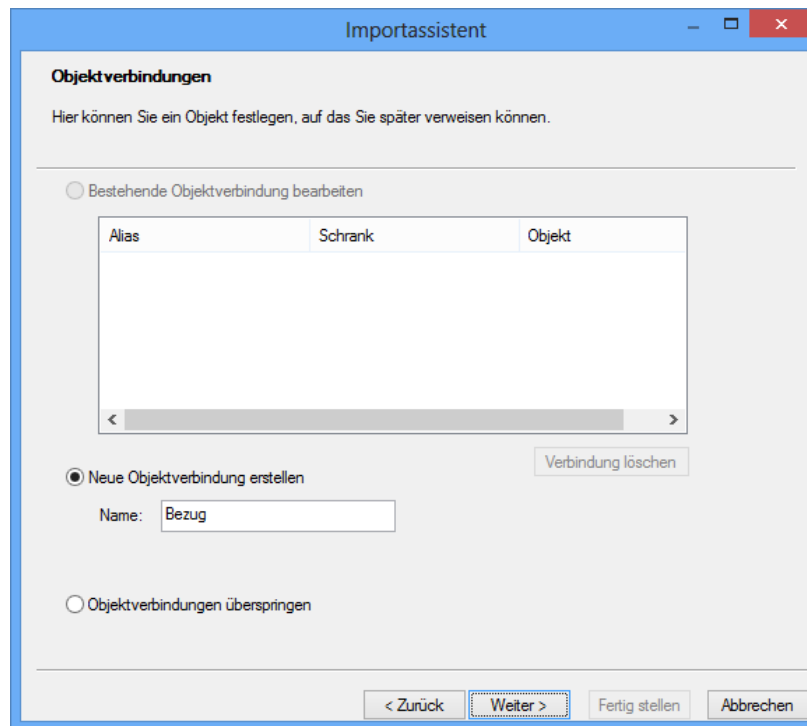 Importassistent
Objektverbindungen
Hier können Sie ein Objekt festlegen, auf das Sie später verweisen können.
Bestehende Objektverbindung bearbeiten
Alias Schrank Objekt
Verbindung löschen
Neue Objektverbindung erstellen
Name: Bezug
Objektverbindungen überspringen
< Zurück Weiter > Fertig stellen Abbrechen